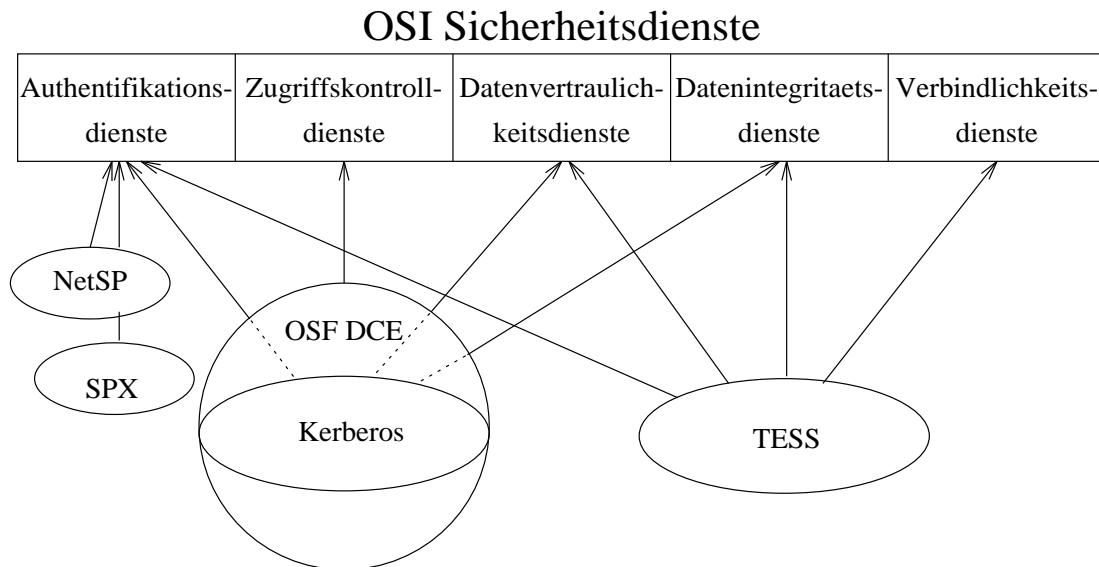 OSI Sicherheitsdienste
Authentifikations-
dienste
Zugriffskontroll-
dienste
Datenvertraulich-
keitsdienste
Datenintegritaets-
dienste
Verbindlichkeits-
dienste
NetSP
SPX
OSF DCE
Kerberos
TESS